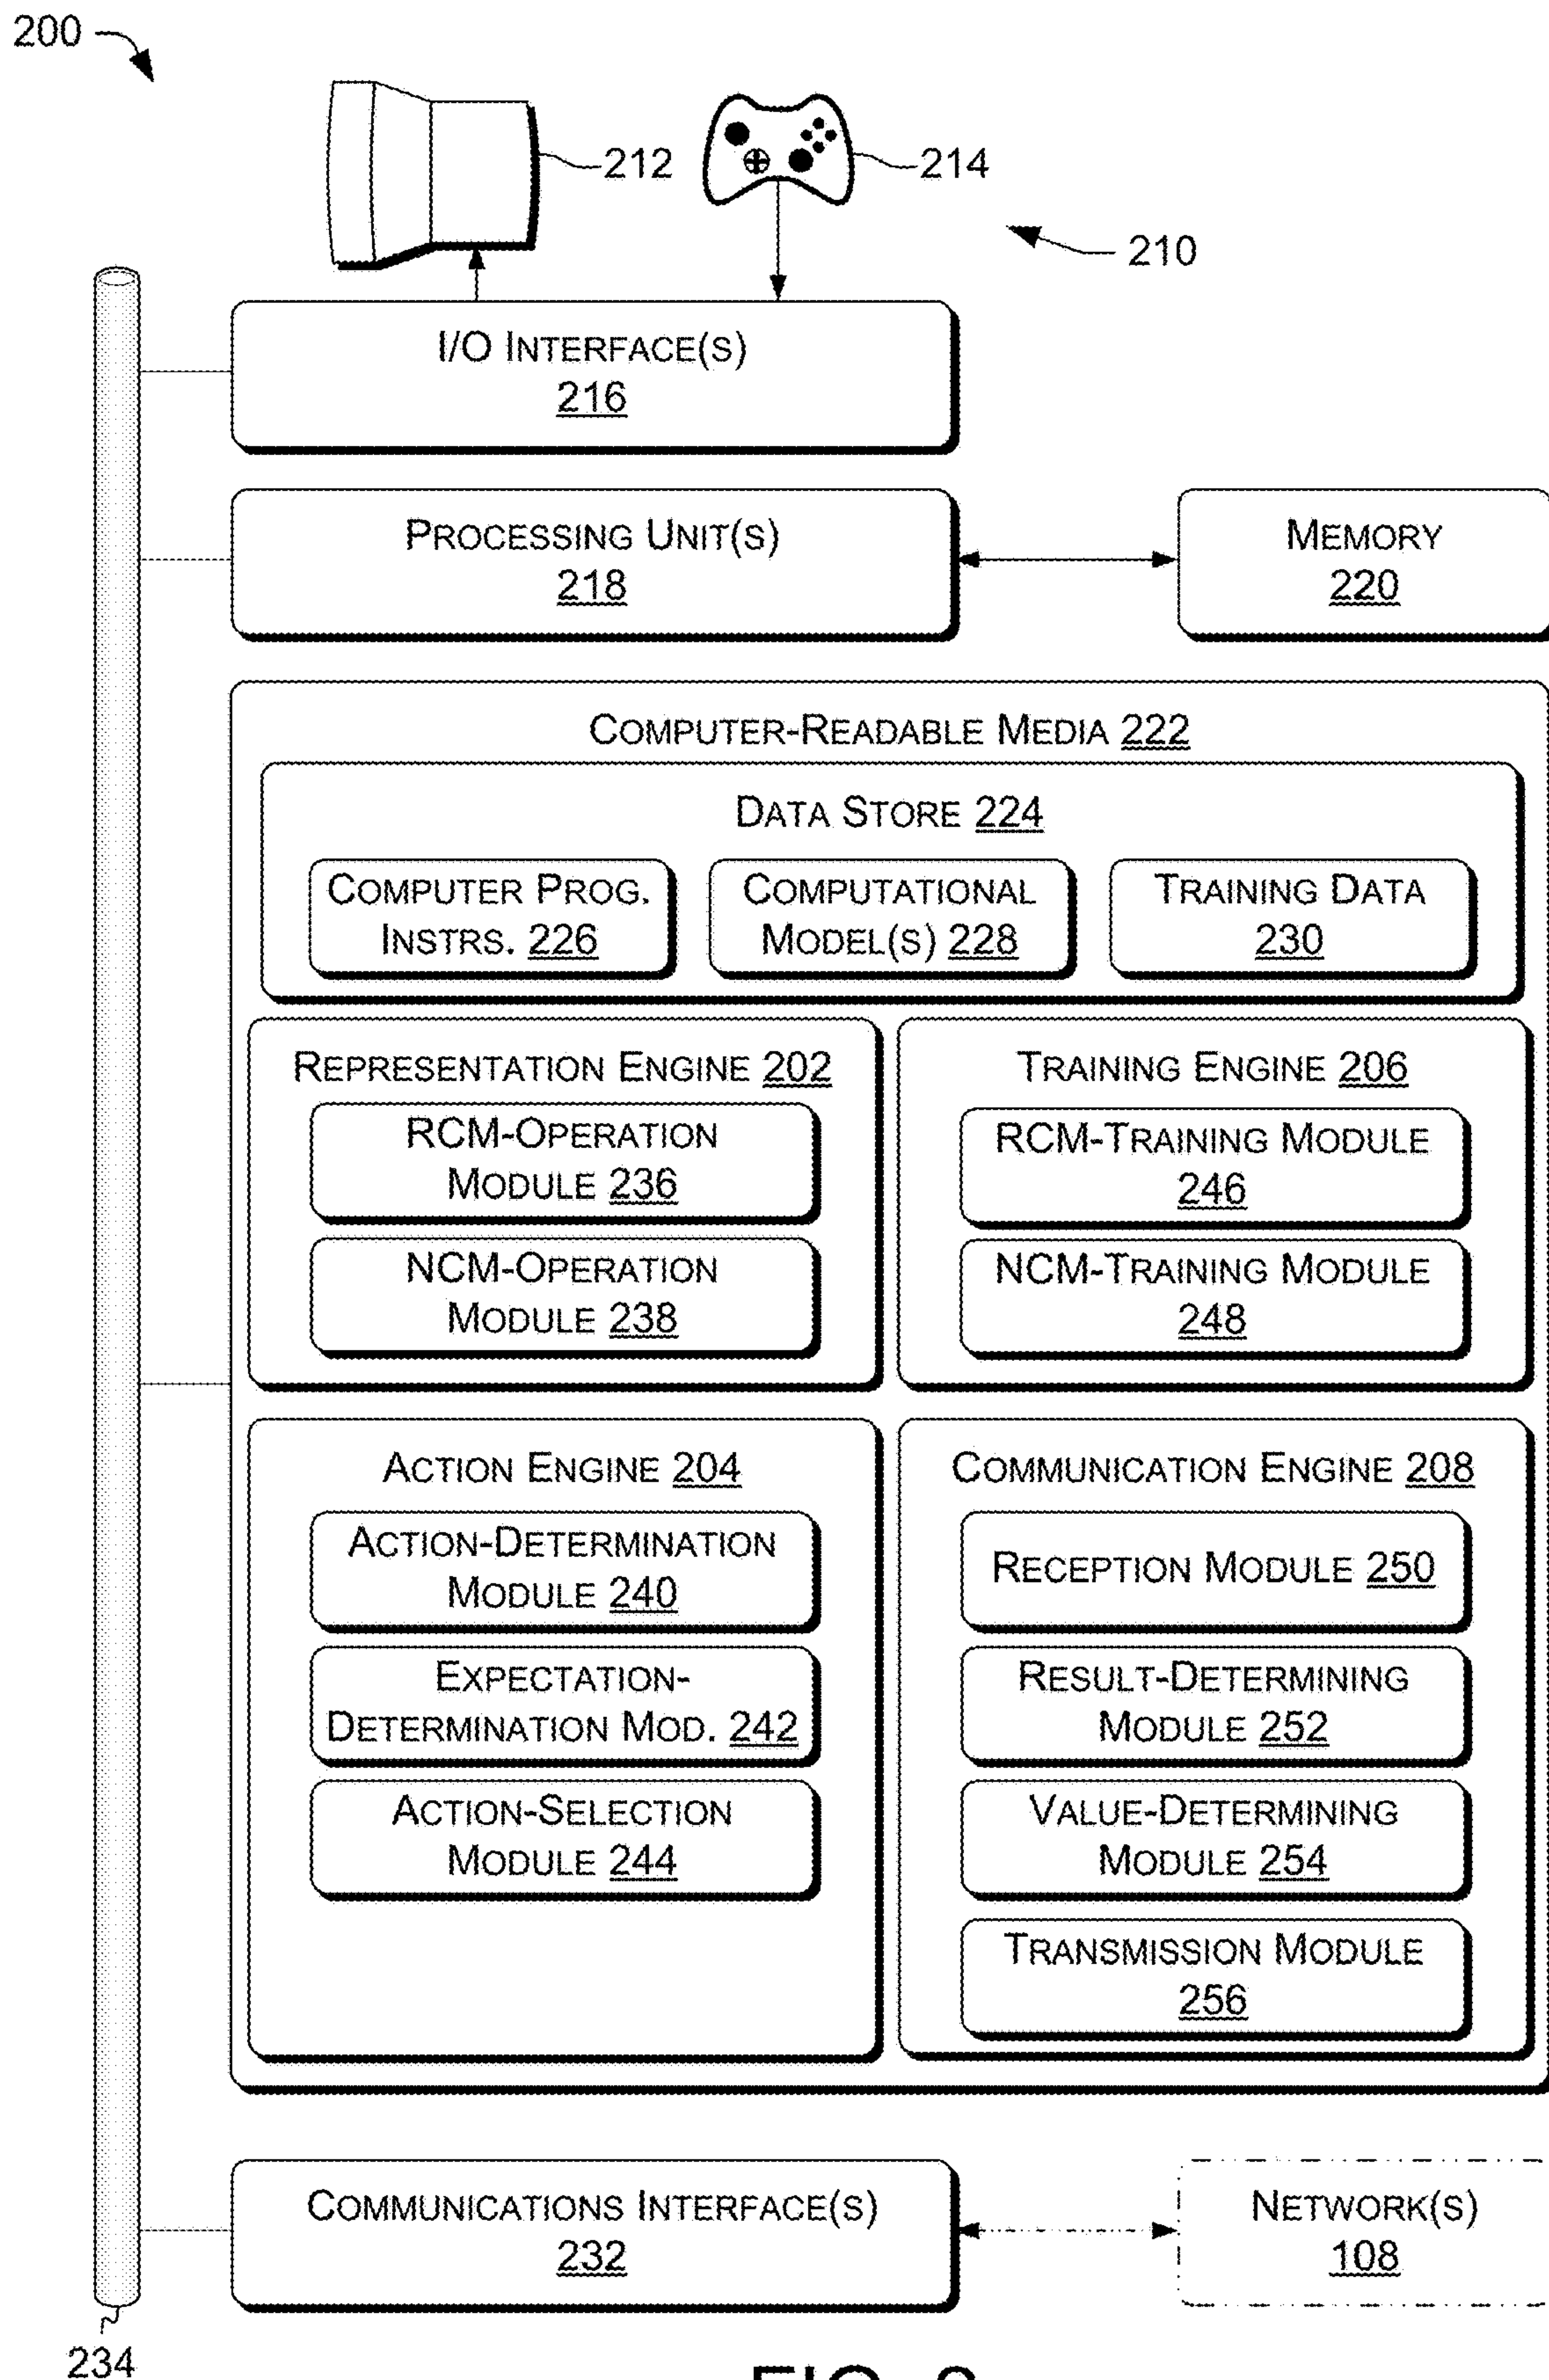 200
212
214
210
I/O INTERFACE(S)
216
PROCESSING UNIT(S)
218
MEMORY
220
COMPUTER-READABLE MEDIA 222
DATA STORE 224
COMPUTER PROG.
INSTRS. 226
COMPUTATIONAL
MODEL(S) 228
TRAINING DATA
230
REPRESENTATION ENGINE 202
RCM-OPERATION
MODULE 236
NCM-OPERATION
MODULE 238
TRAINING ENGINE 206
RCM-TRAINING MODULE
246
NCM-TRAINING MODULE
248
ACTION ENGINE 204
ACTION-DETERMINATION
MODULE 240
EXPECTATION-
DETERMINATION MOD. 242
ACTION-SELECTION
MODULE 244
COMMUNICATION ENGINE 208
RECEPTION MODULE 250
RESULT-DETERMINING
MODULE 252
VALUE-DETERMINING
MODULE 254
TRANSMISSION MODULE
256
COMMUNICATIONS INTERFACE(S)
232
NETWORK(S)
108
234
FIG.